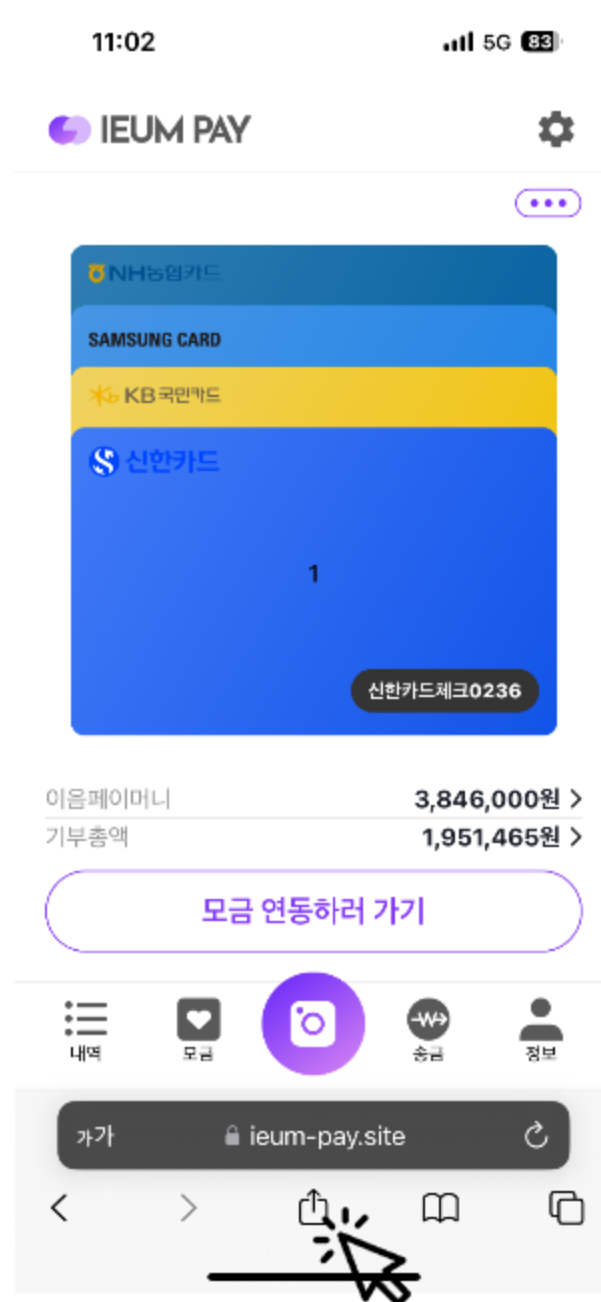 11:02
5G 83
IEUM PAY
NH농협카드
SAMSUNG CARD
KB국민카드
신한카드
1
신한카드체크0236
이음페이머니 3,846,000원
기부총액 1,951,465원
모금 연동하러 가기
내역 모금 송금 정보
가가 ieum-pay.site